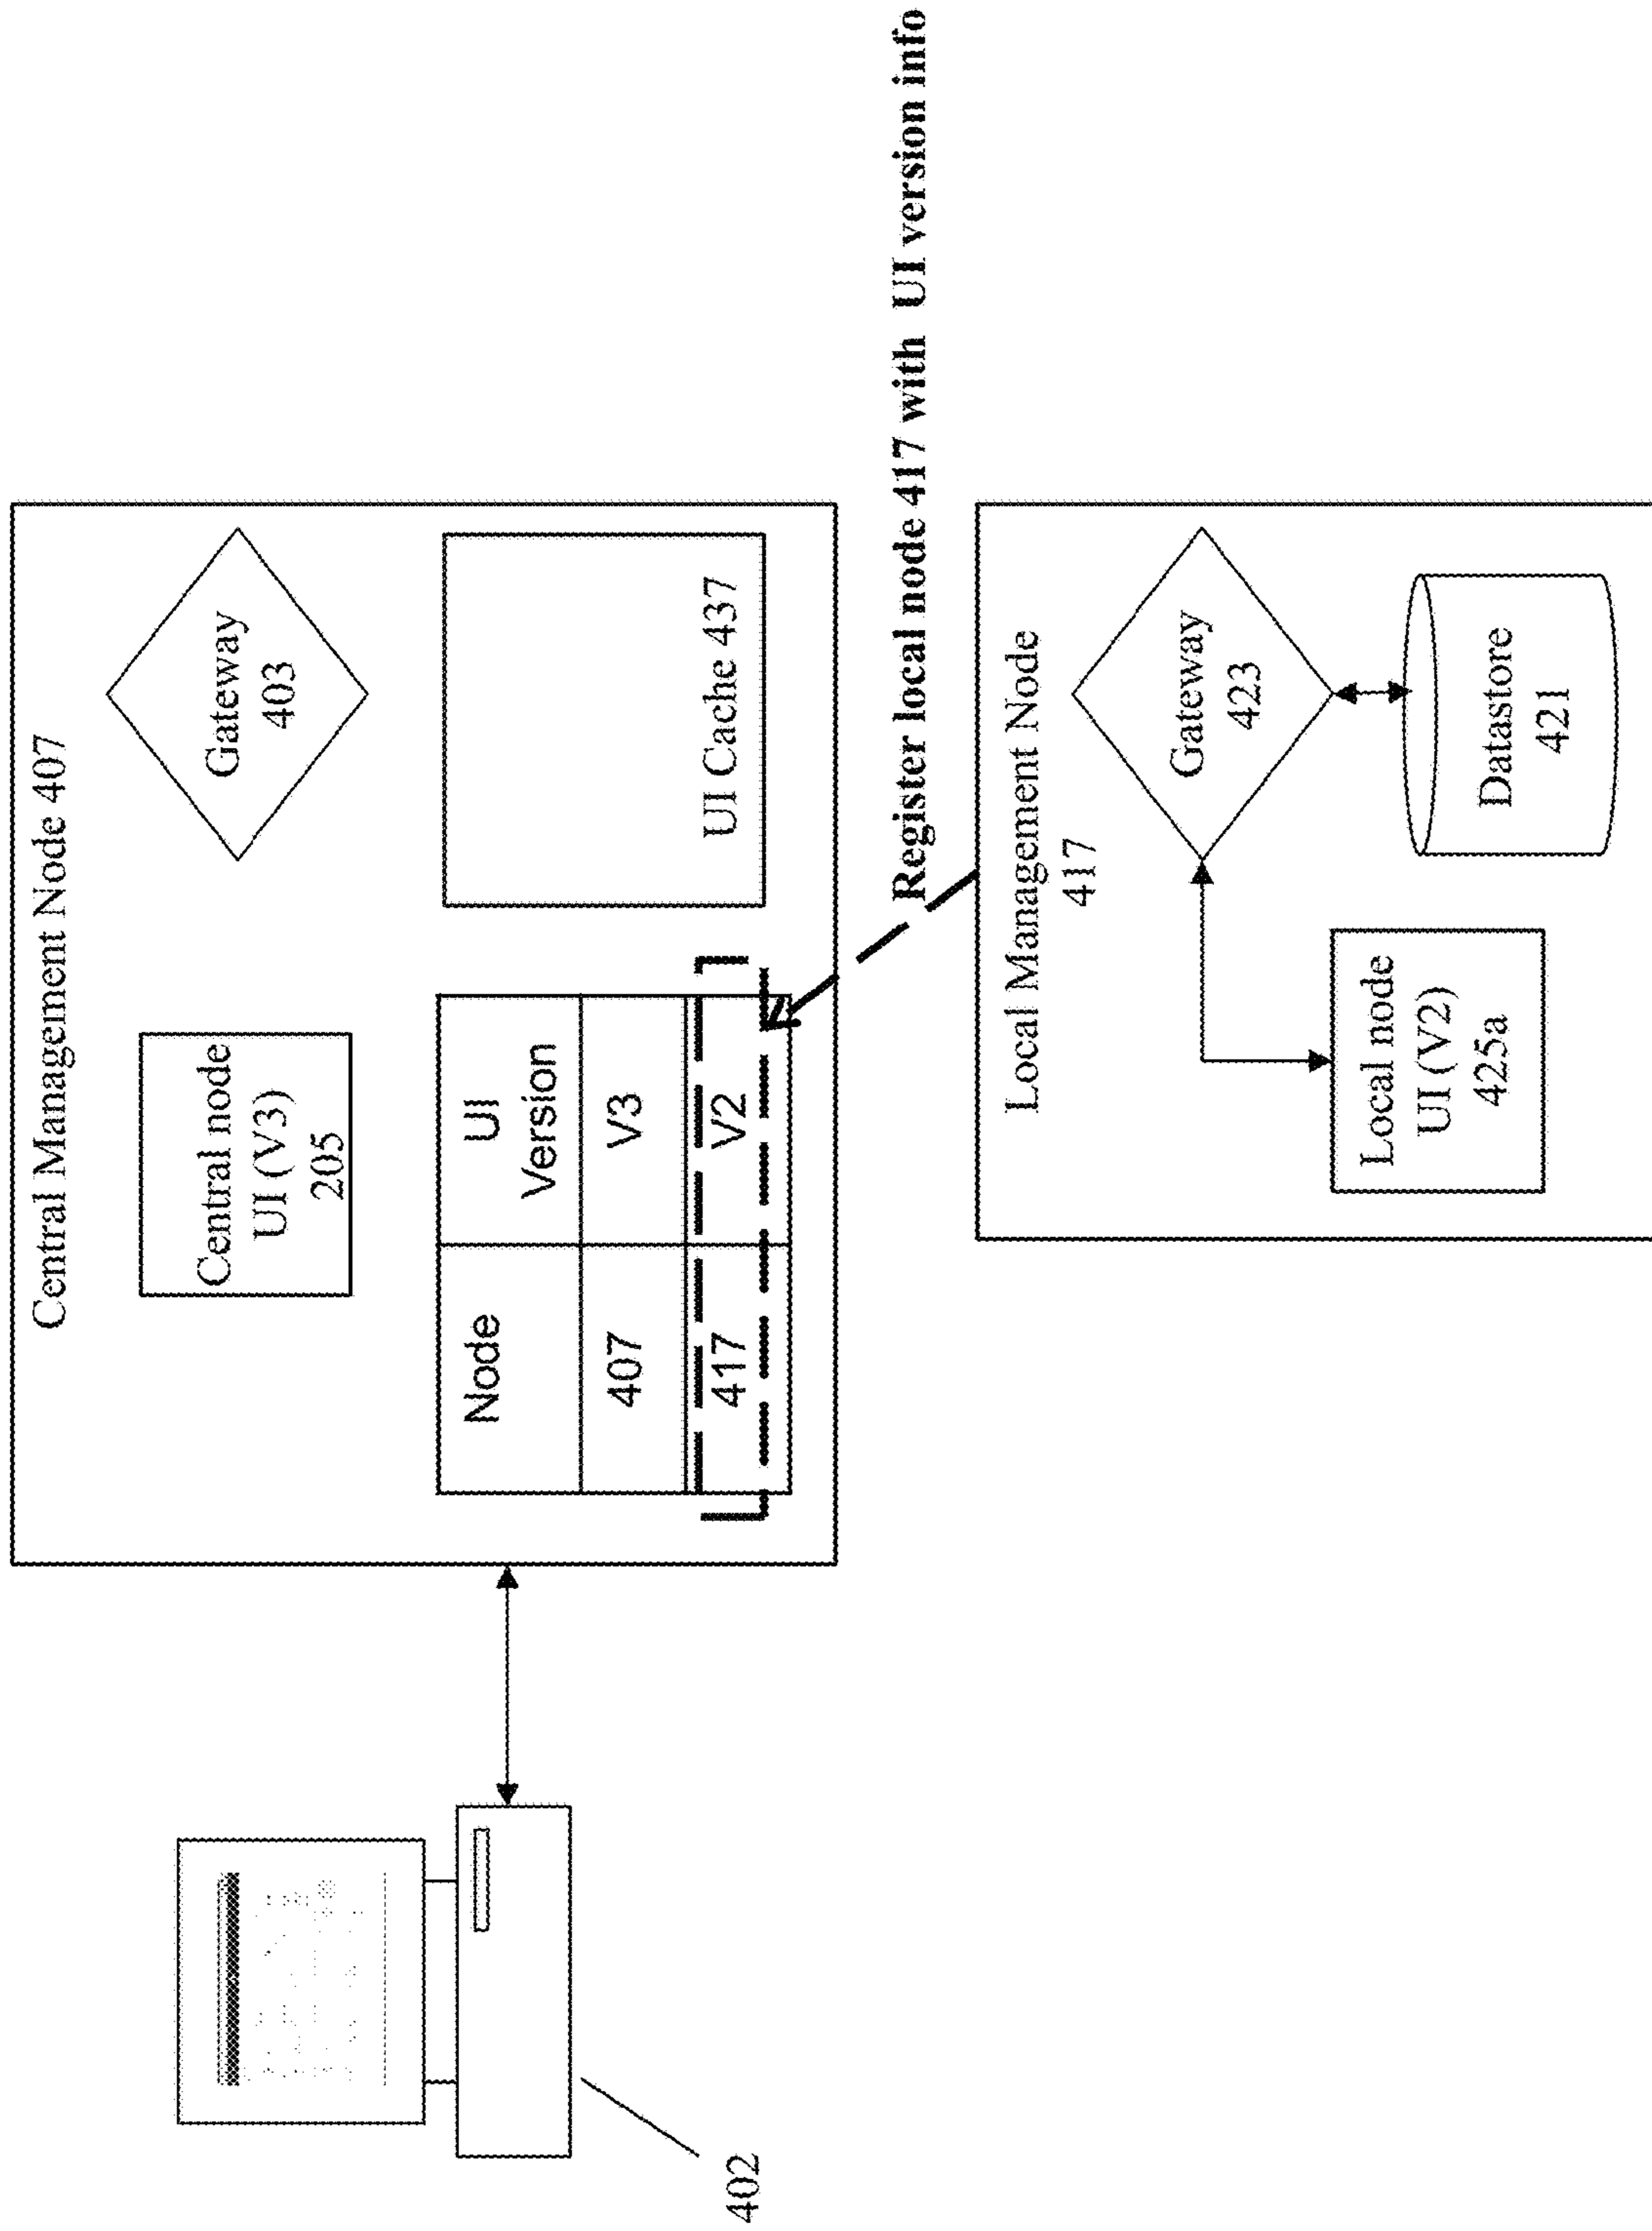 Central Management Node 407
Central node
UI (V3)
205
Gateway
403
Node
UI
Version
407
V3
417
V2
UI Cache 437
402
Register local node 417 with UI version info
Local Management Node
417
Gateway
423
Local node
UI (V2)
425a
Datastore
421